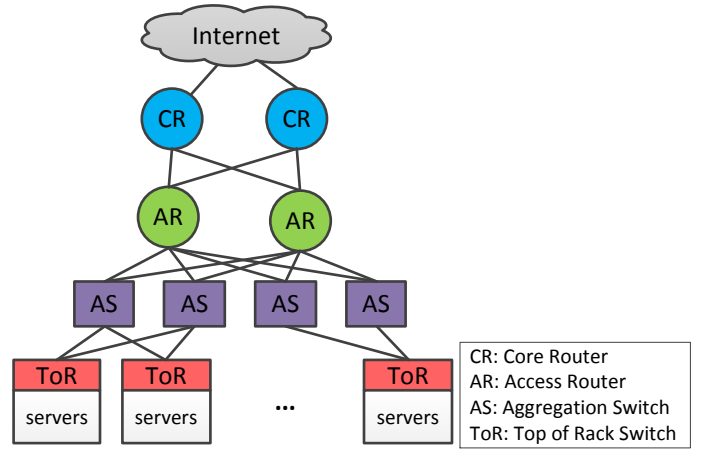 Internet
CR CR
AR AR
AS AS AS AS
ToR ToR ToR
servers servers ... servers
CR: Core Router
AR: Access Router
AS: Aggregation Switch
ToR: Top of Rack Switch